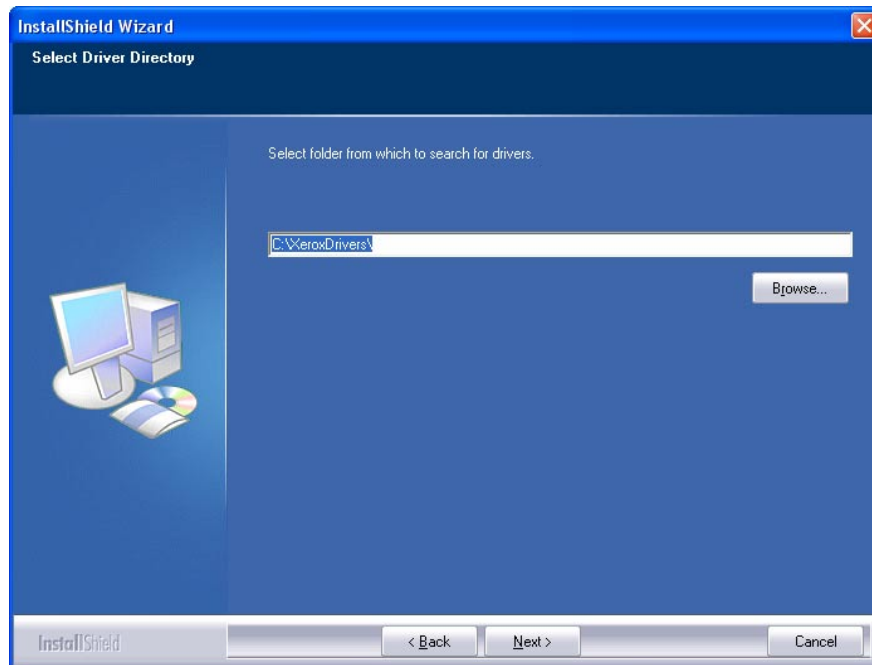 InstallShield Wizard
Select Driver Directory
Select folder from which to search for drivers.
C:\XeroxDrivers\
Browse...
InstallShield
< Back
Next >
Cancel